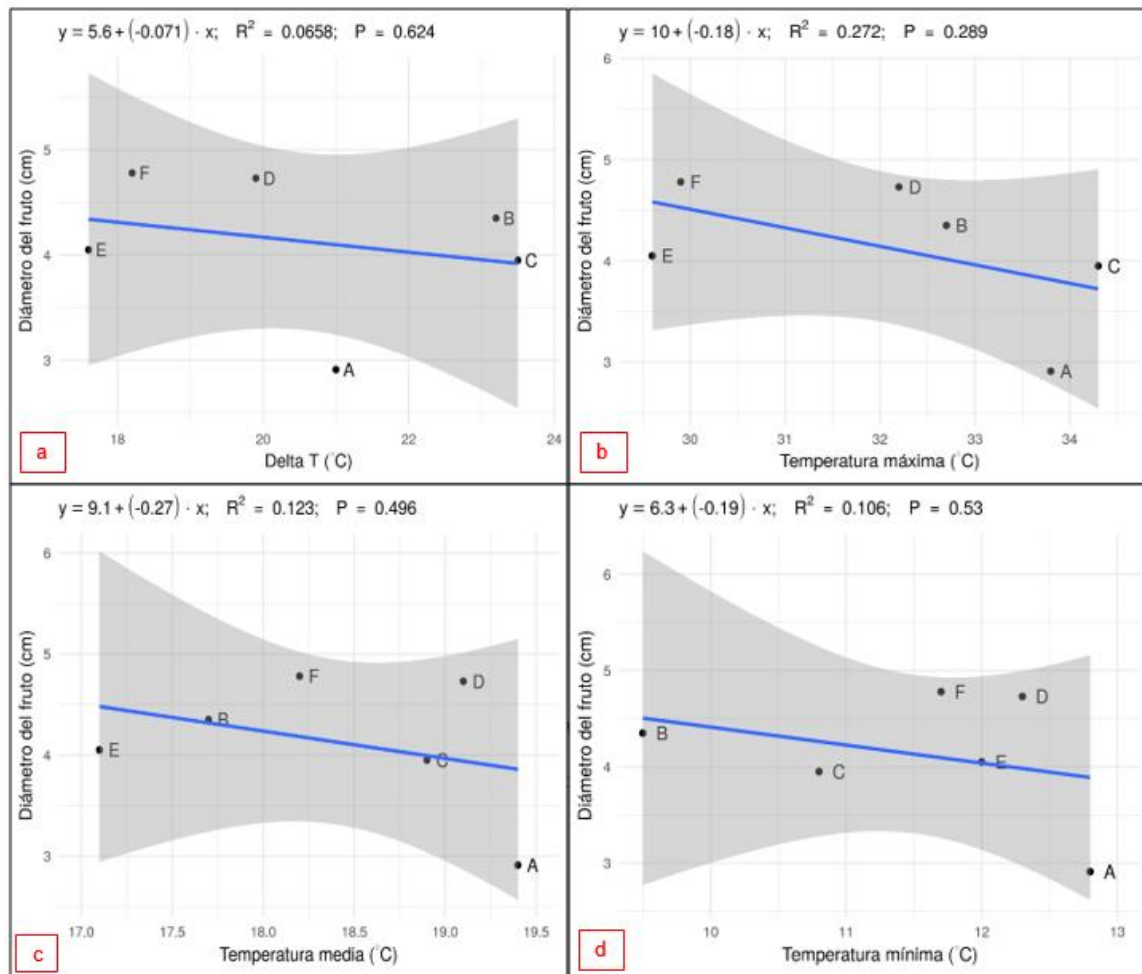 y = 5.6 + (-0.071) · x;   R² = 0.0658;   P = 0.624
Diámetro del fruto (cm)
5
4
3
F
D
B
E
C
A
18 20 22 24
Delta T (°C)
a
y = 10 + (-0.18) · x;   R² = 0.272;   P = 0.289
Diámetro del fruto (cm)
6
5
4
3
F
D
B
E
C
A
30 31 32 33 34
Temperatura máxima (°C)
b
y = 9.1 + (-0.27) · x;   R² = 0.123;   P = 0.496
Diámetro del fruto (cm)
6
5
4
3
F
D
B
E
C
A
17.0 17.5 18.0 18.5 19.0 19.5
Temperatura media (°C)
c
y = 6.3 + (-0.19) · x;   R² = 0.106;   P = 0.53
Diámetro del fruto (cm)
6
5
4
3
F
D
B
E
C
A
10 11 12 13
Temperatura mínima (°C)
d